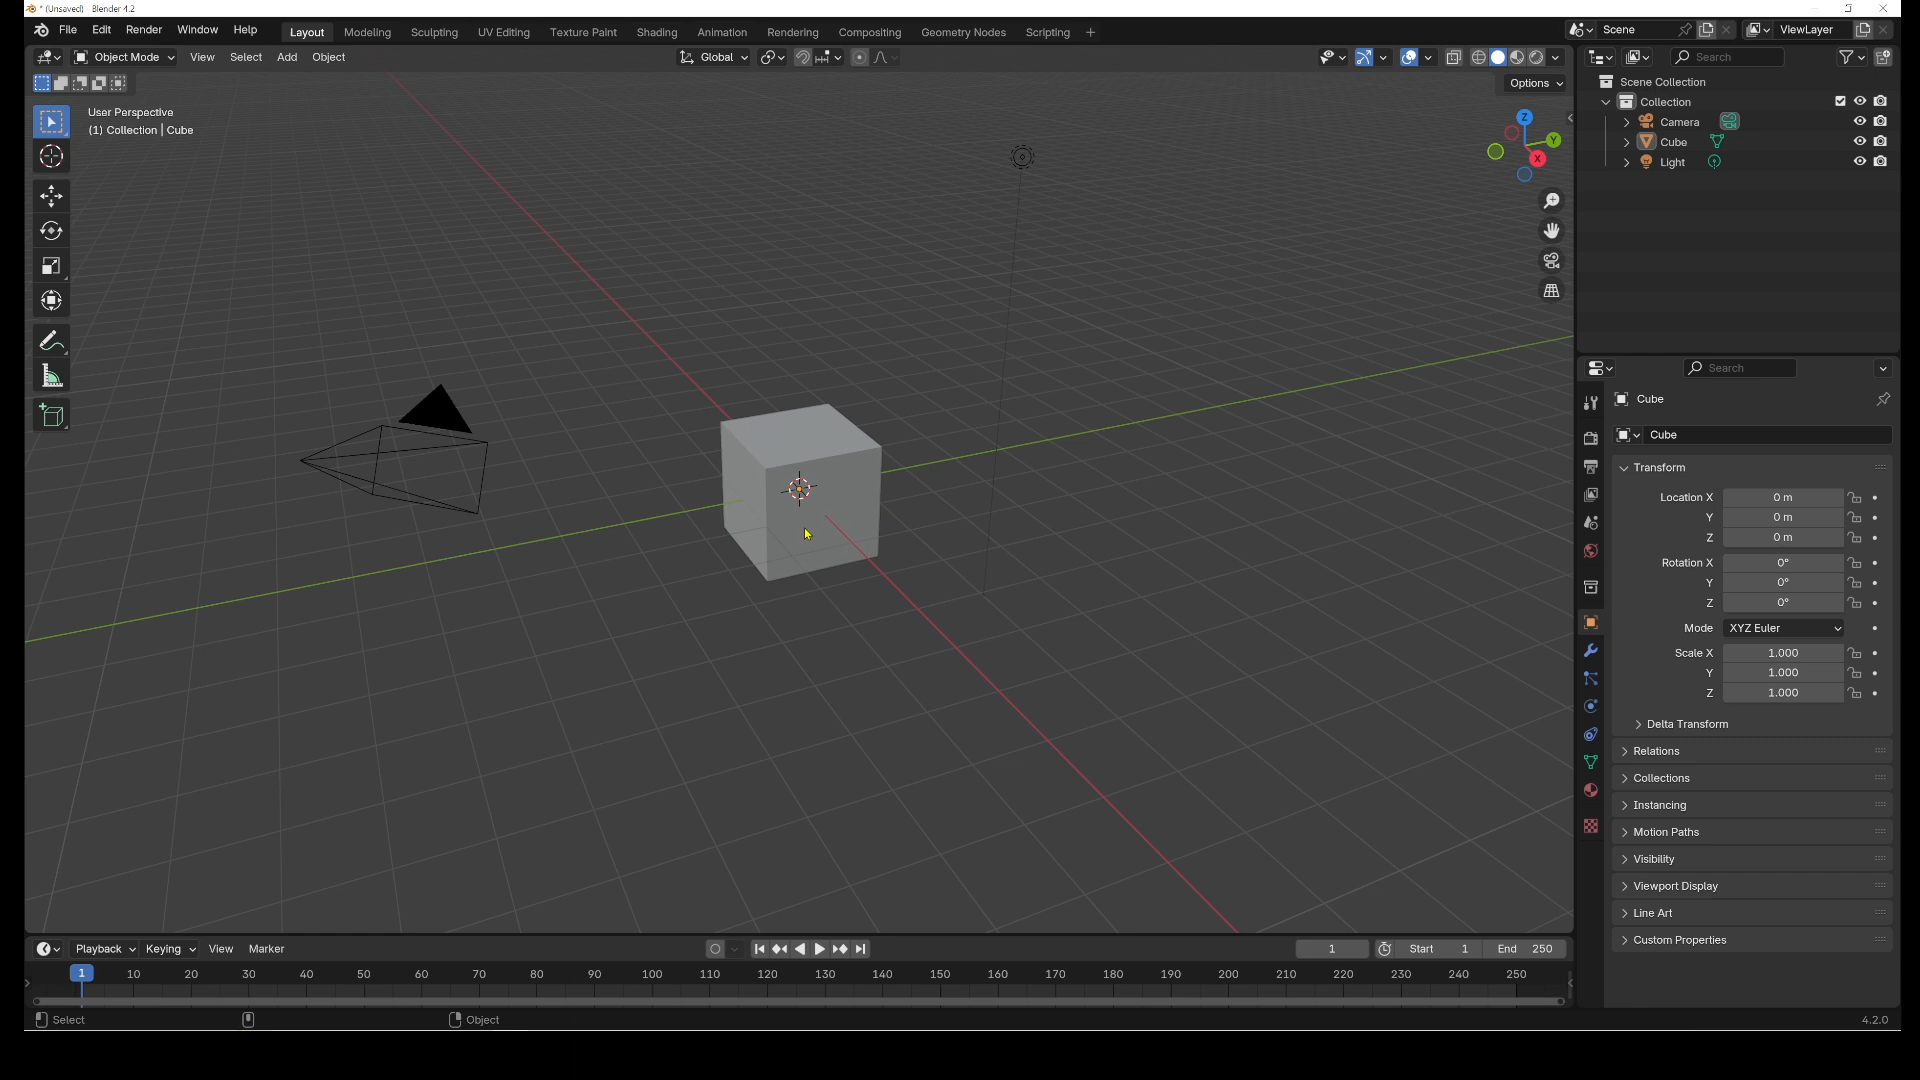 * (Unsaved) - Blender 4.2
File Edit Render Window Help Layout Modeling Sculpting UV Editing Texture Paint Shading Animation Rendering Compositing Geometry Nodes Scripting + Scene ViewLayer
Object Mode View Select Add Object Global Search
Options
User Perspective
(1) Collection | Cube
Z
Y
X
Scene Collection
Collection
Camera
Cube
Light
Search
Cube
Cube
Transform
Location X 0 m
Y 0 m
Z 0 m
Rotation X 0°
Y 0°
Z 0°
Mode XYZ Euler
Scale X 1.000
Y 1.000
Z 1.000
Delta Transform
Relations
Collections
Instancing
Motion Paths
Visibility
Viewport Display
Line Art
Custom Properties
Playback Keying View Marker 1 Start 1 End 250
1 10 20 30 40 50 60 70 80 90 100 110 120 130 140 150 160 170 180 190 200 210 220 230 240 250
Select Object 4.2.0